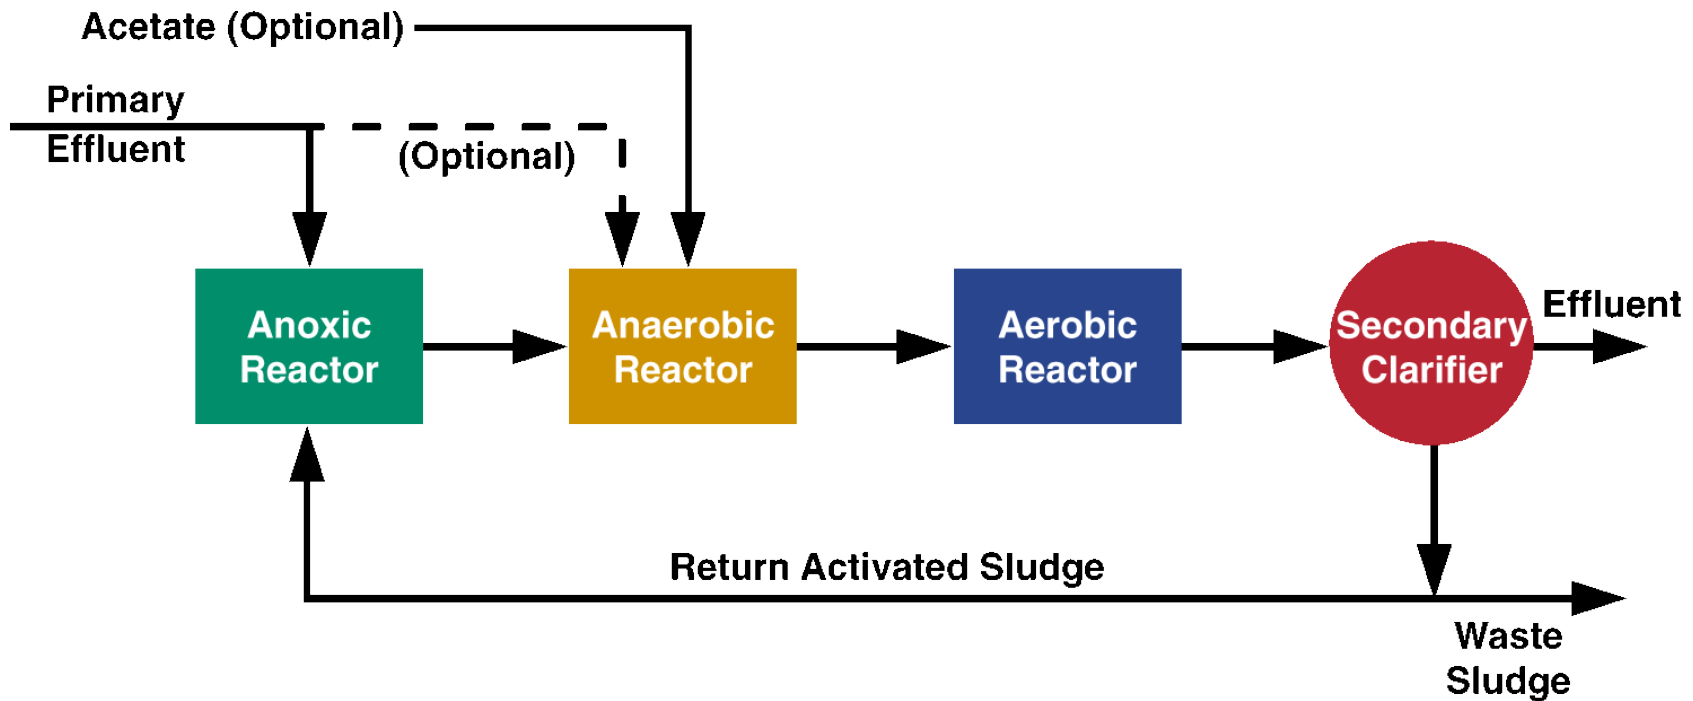 Acetate (Optional)
Primary
Effluent
(Optional)
Anoxic
Reactor
Anaerobic
Reactor
Aerobic
Reactor
Secondary
Clarifier
Effluent
Return Activated Sludge
Waste
Sludge